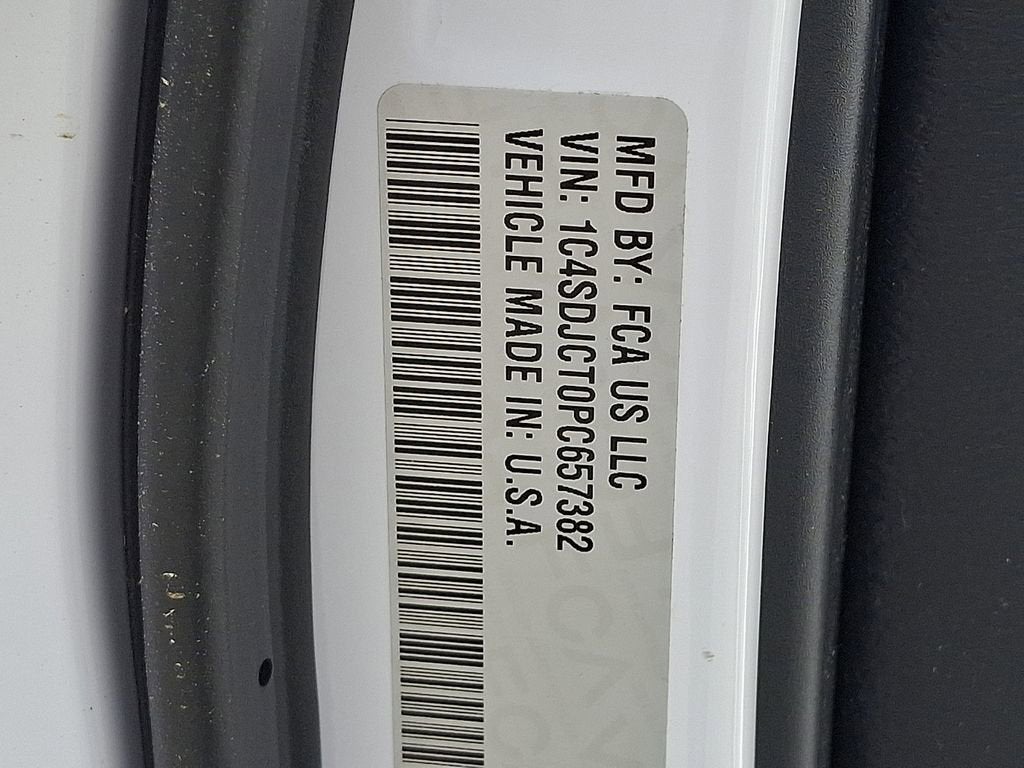 MFD BY: FCA US LLC
VIN: 1C4SDJCT0PC657382
VEHICLE MADE IN: U.S.A.